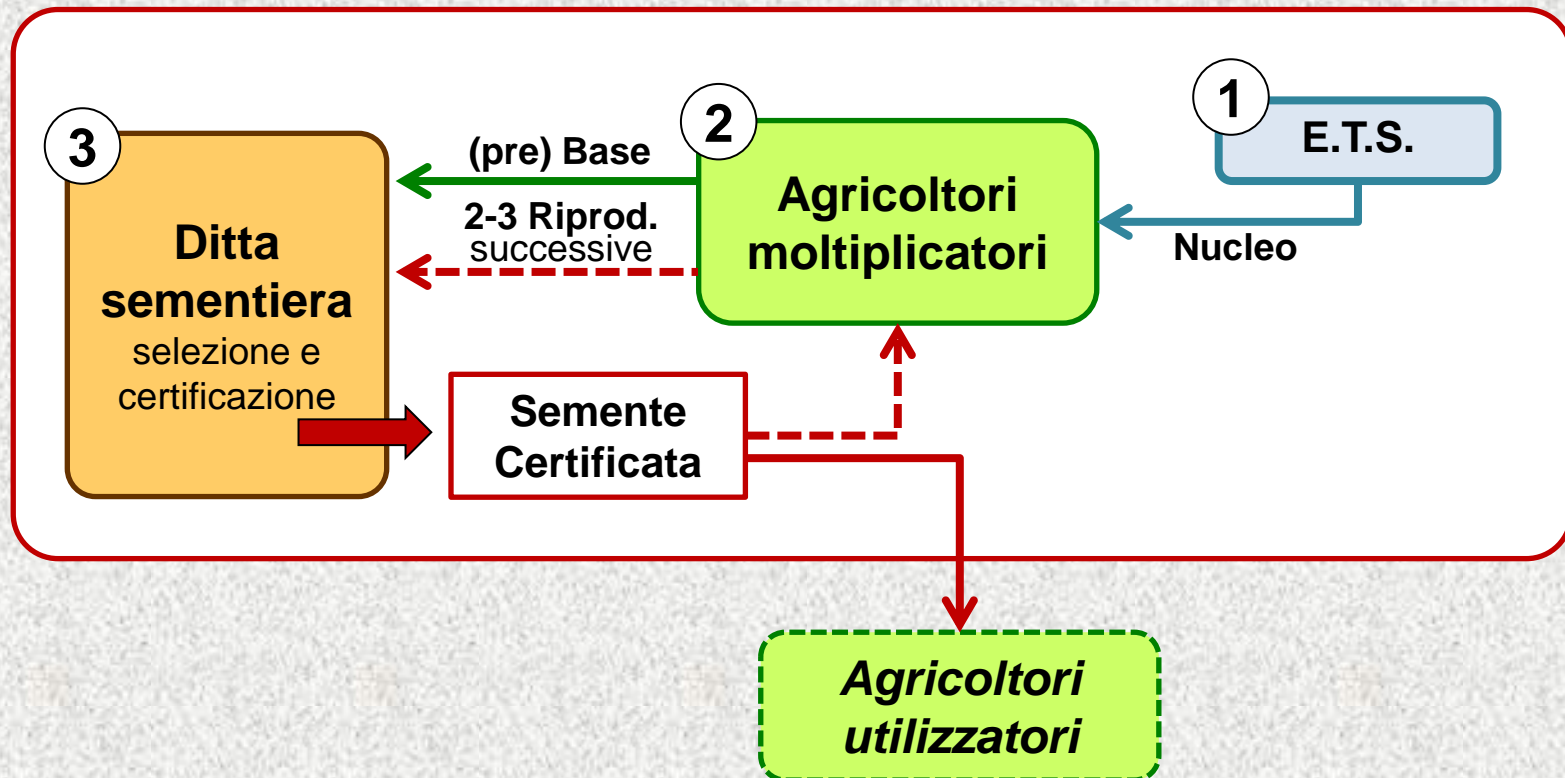 1
E.T.S.
Nucleo
2
Agricoltori
moltiplicatori
(pre) Base
2-3 Riprod.
successive
3
Ditta
sementiera
selezione e
certificazione
Semente
Certificata
Agricoltori
utilizzatori